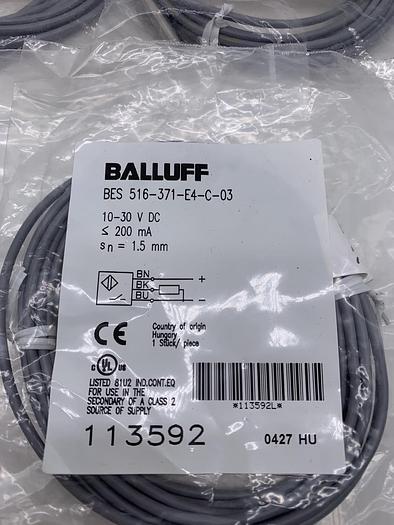 BALLUFF
BES 516-371-E4-C-03
10-30 V DC
≤ 200 mA
sn = 1.5 mm
BN +
BK
BU −
CE
Country of origin
Hungary
1 Stück/ piece
C UL US
LISTED 81U2 IND.CONT.EQ
FOR USE IN THE
SECONDARY OF A CLASS 2
SOURCE OF SUPPLY
*113592L*
113592
0427 HU